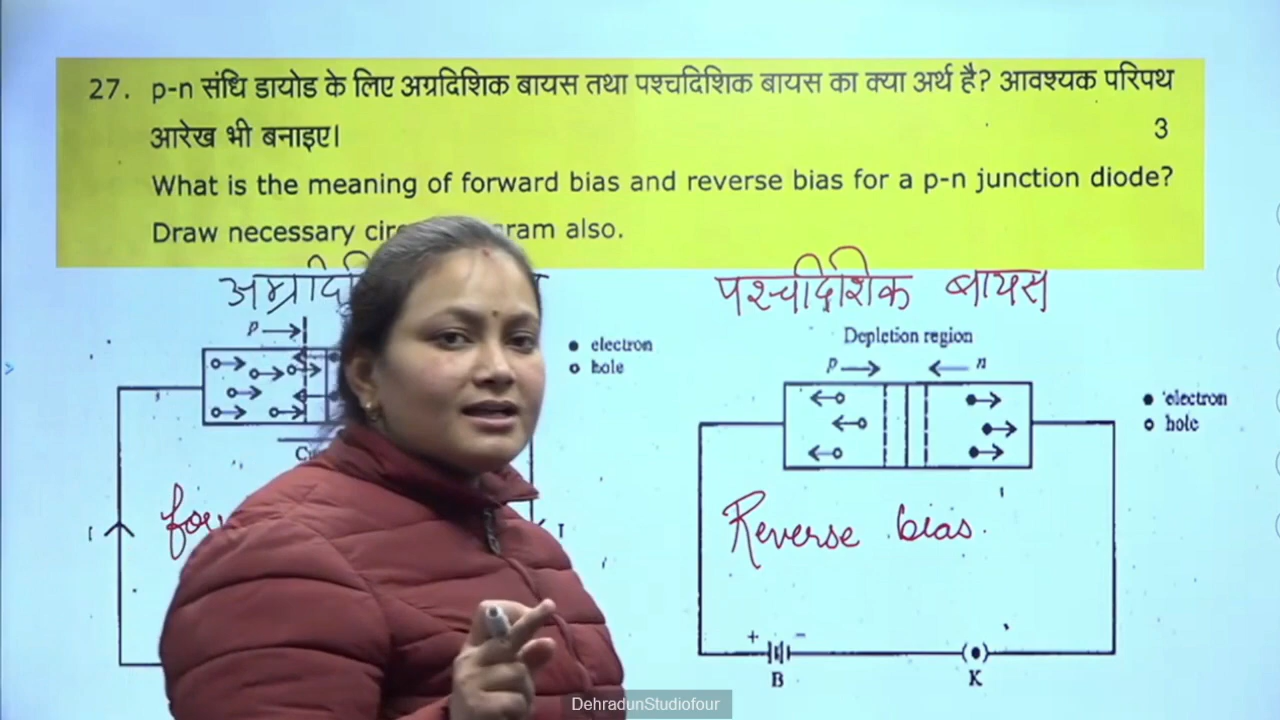 27. p-n संधि डायोड के लिए अग्रदिशिक बायस तथा पश्चदिशिक बायस का क्या अर्थ है? आवश्यक परिपथ
आरेख भी बनाइए। 3
What is the meaning of forward bias and reverse bias for a p-n junction diode?
Draw necessary also.
पश्चदिशिक बायस
P
electron
hole
Depletion region
P n
electron
hole
I
I
Reverse bias.
+ −
B K
DehradunStudiofour